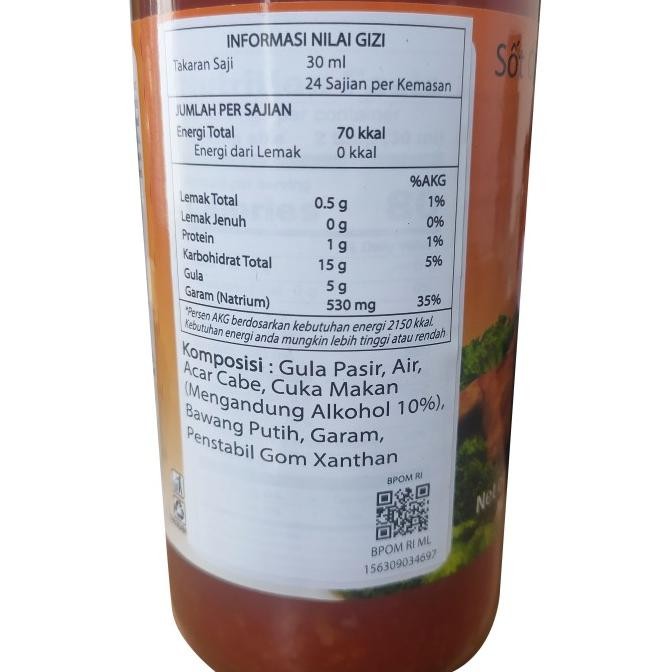 INFORMASI NILAI GIZI
Takaran Saji 30 ml
24 Sajian per Kemasan
JUMLAH PER SAJIAN
Energi Total 70 kkal
Energi dari Lemak 0 kkal
%AKG
Lemak Total 0.5 g 1%
Lemak Jenuh 0 g 0%
Protein 1 g 1%
Karbohidrat Total 15 g 5%
Gula 5 g
Garam (Natrium) 530 mg 35%
*Persen AKG berdosarkan kebutuhan energi 2150 kkal.
Kebutuhan energi anda mungkin lebih tinggi atau rendah
Komposisi : Gula Pasir, Air,
Acar Cabe, Cuka Makan
(Mengandung Alkohol 10%),
Bawang Putih, Garam,
Penstabil Gom Xanthan
BPOM RI
BPOM RI ML
156309034697
Sốt
Net